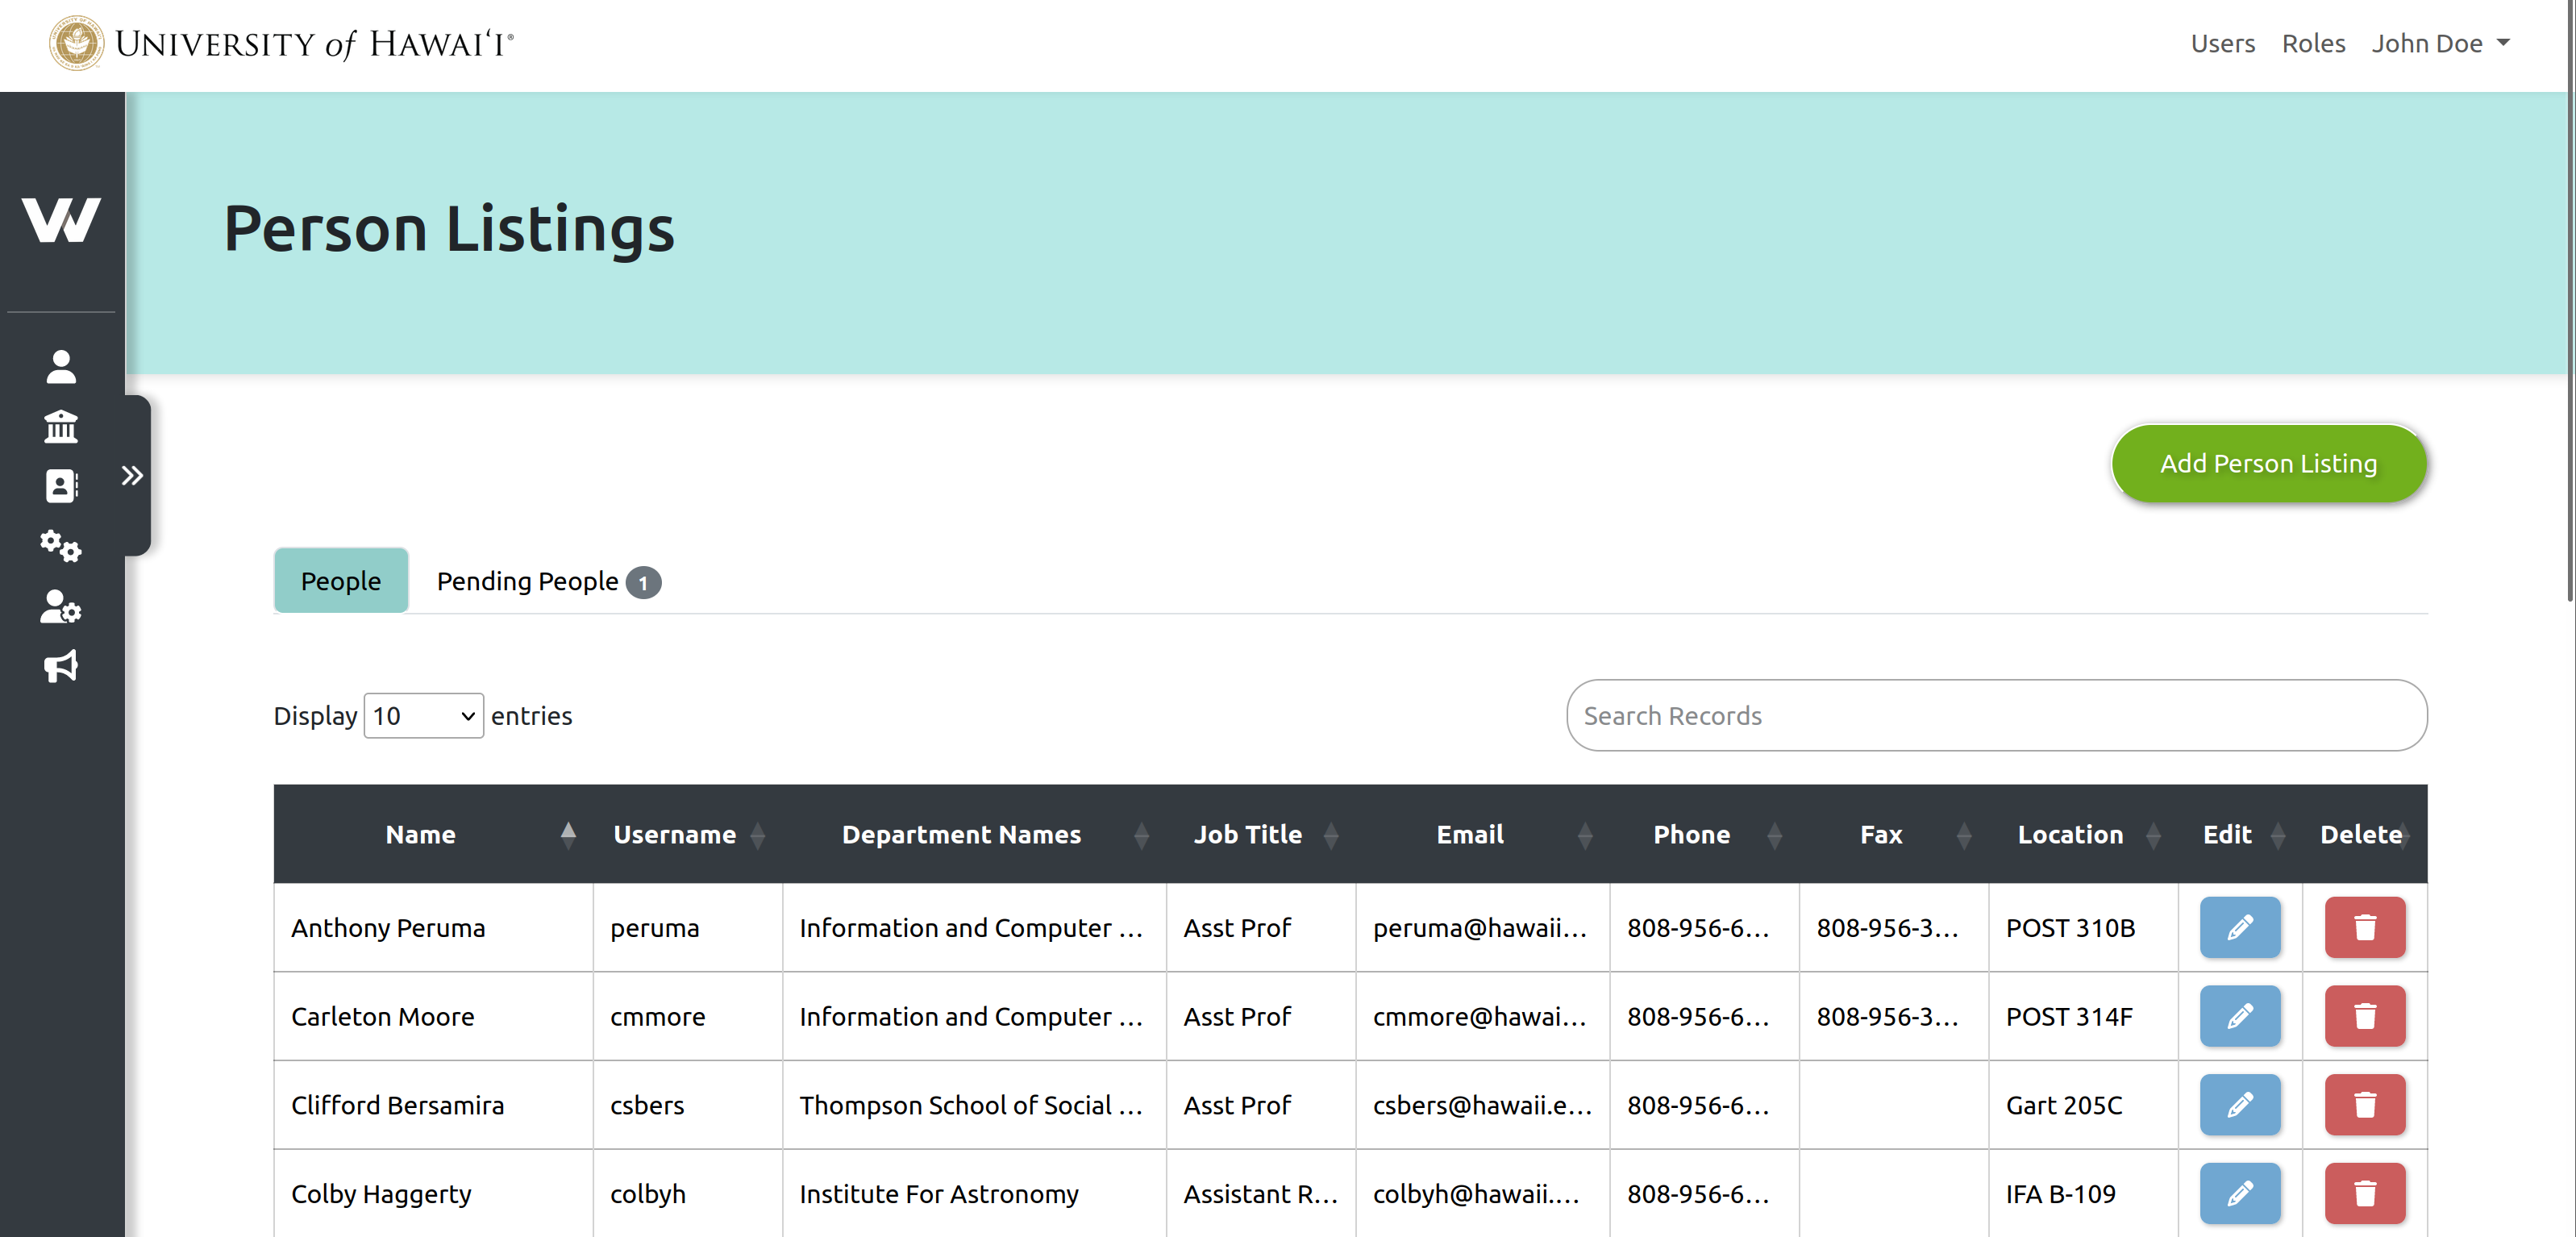 UNIVERSITY of HAWAIʻI®
Users Roles John Doe
Person Listings
Add Person Listing
People Pending People 1
Display 10 entries Search Records
Name Username Department Names Job Title Email Phone Fax Location Edit Delete
Anthony Peruma peruma Information and Computer ... Asst Prof peruma@hawaii... 808-956-6... 808-956-3... POST 310B
Carleton Moore cmmore Information and Computer ... Asst Prof cmmore@hawai... 808-956-6... 808-956-3... POST 314F
Clifford Bersamira csbers Thompson School of Social ... Asst Prof csbers@hawaii.e... 808-956-6... Gart 205C
Colby Haggerty colbyh Institute For Astronomy Assistant R... colbyh@hawaii.... 808-956-6... IFA B-109